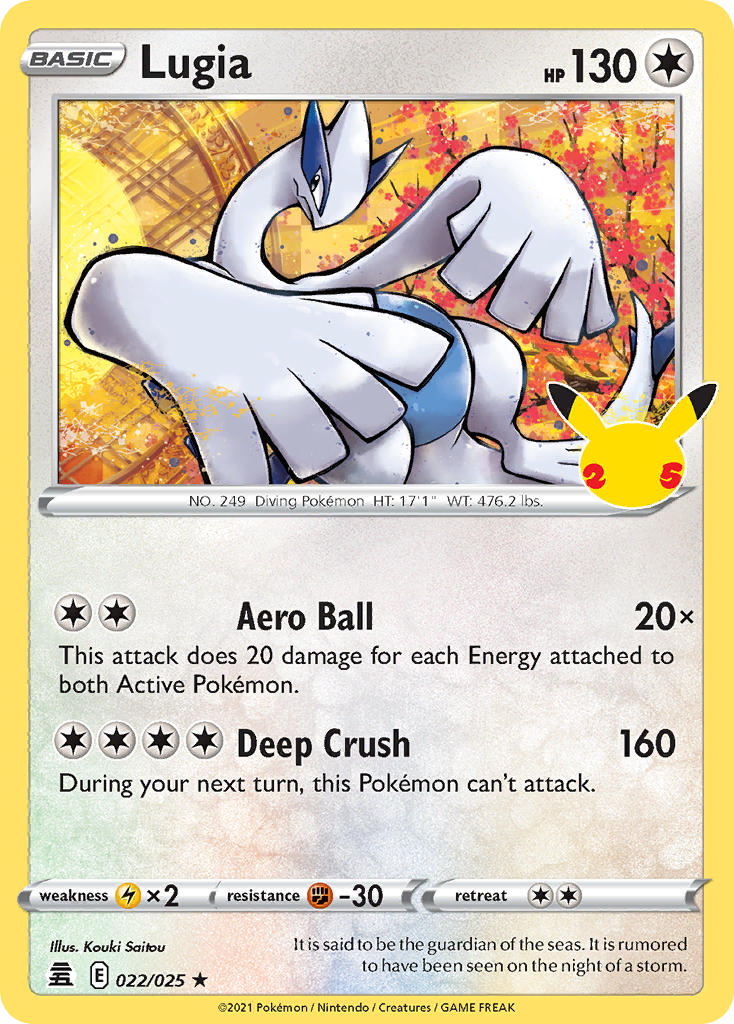 BASIC Lugia HP 130
25
NO. 249 Diving Pokémon HT: 17'1" WT: 476.2 lbs.
Aero Ball 20×
This attack does 20 damage for each Energy attached to
both Active Pokémon.
Deep Crush 160
During your next turn, this Pokémon can't attack.
weakness ×2 resistance -30 retreat
Illus. Kouki Saitou
It is said to be the guardian of the seas. It is rumored
to have been seen on the night of a storm.
E 022/025 ★
©2021 Pokémon / Nintendo / Creatures / GAME FREAK